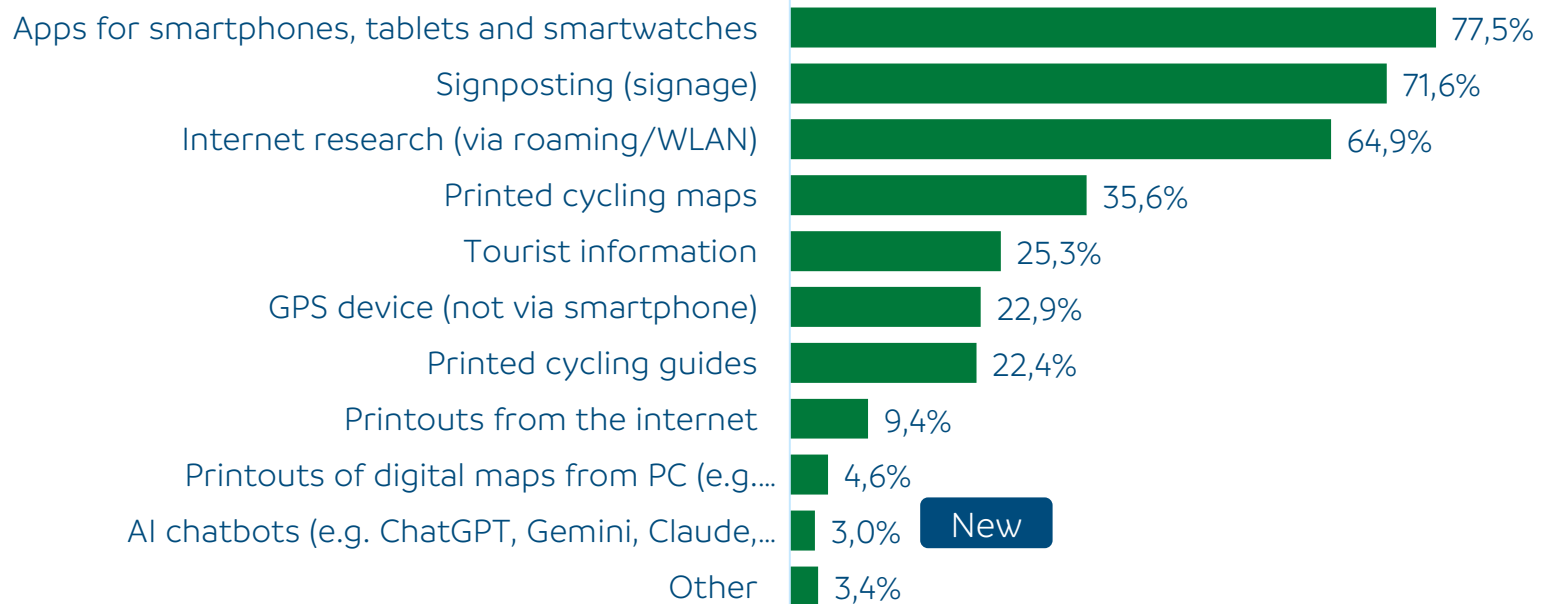 Apps for smartphones, tablets and smartwatches 77,5%
Signposting (signage) 71,6%
Internet research (via roaming/WLAN) 64,9%
Printed cycling maps 35,6%
Tourist information 25,3%
GPS device (not via smartphone) 22,9%
Printed cycling guides 22,4%
Printouts from the internet 9,4%
Printouts of digital maps from PC (e.g.... 4,6%
AI chatbots (e.g. ChatGPT, Gemini, Claude,... 3,0% New
Other 3,4%